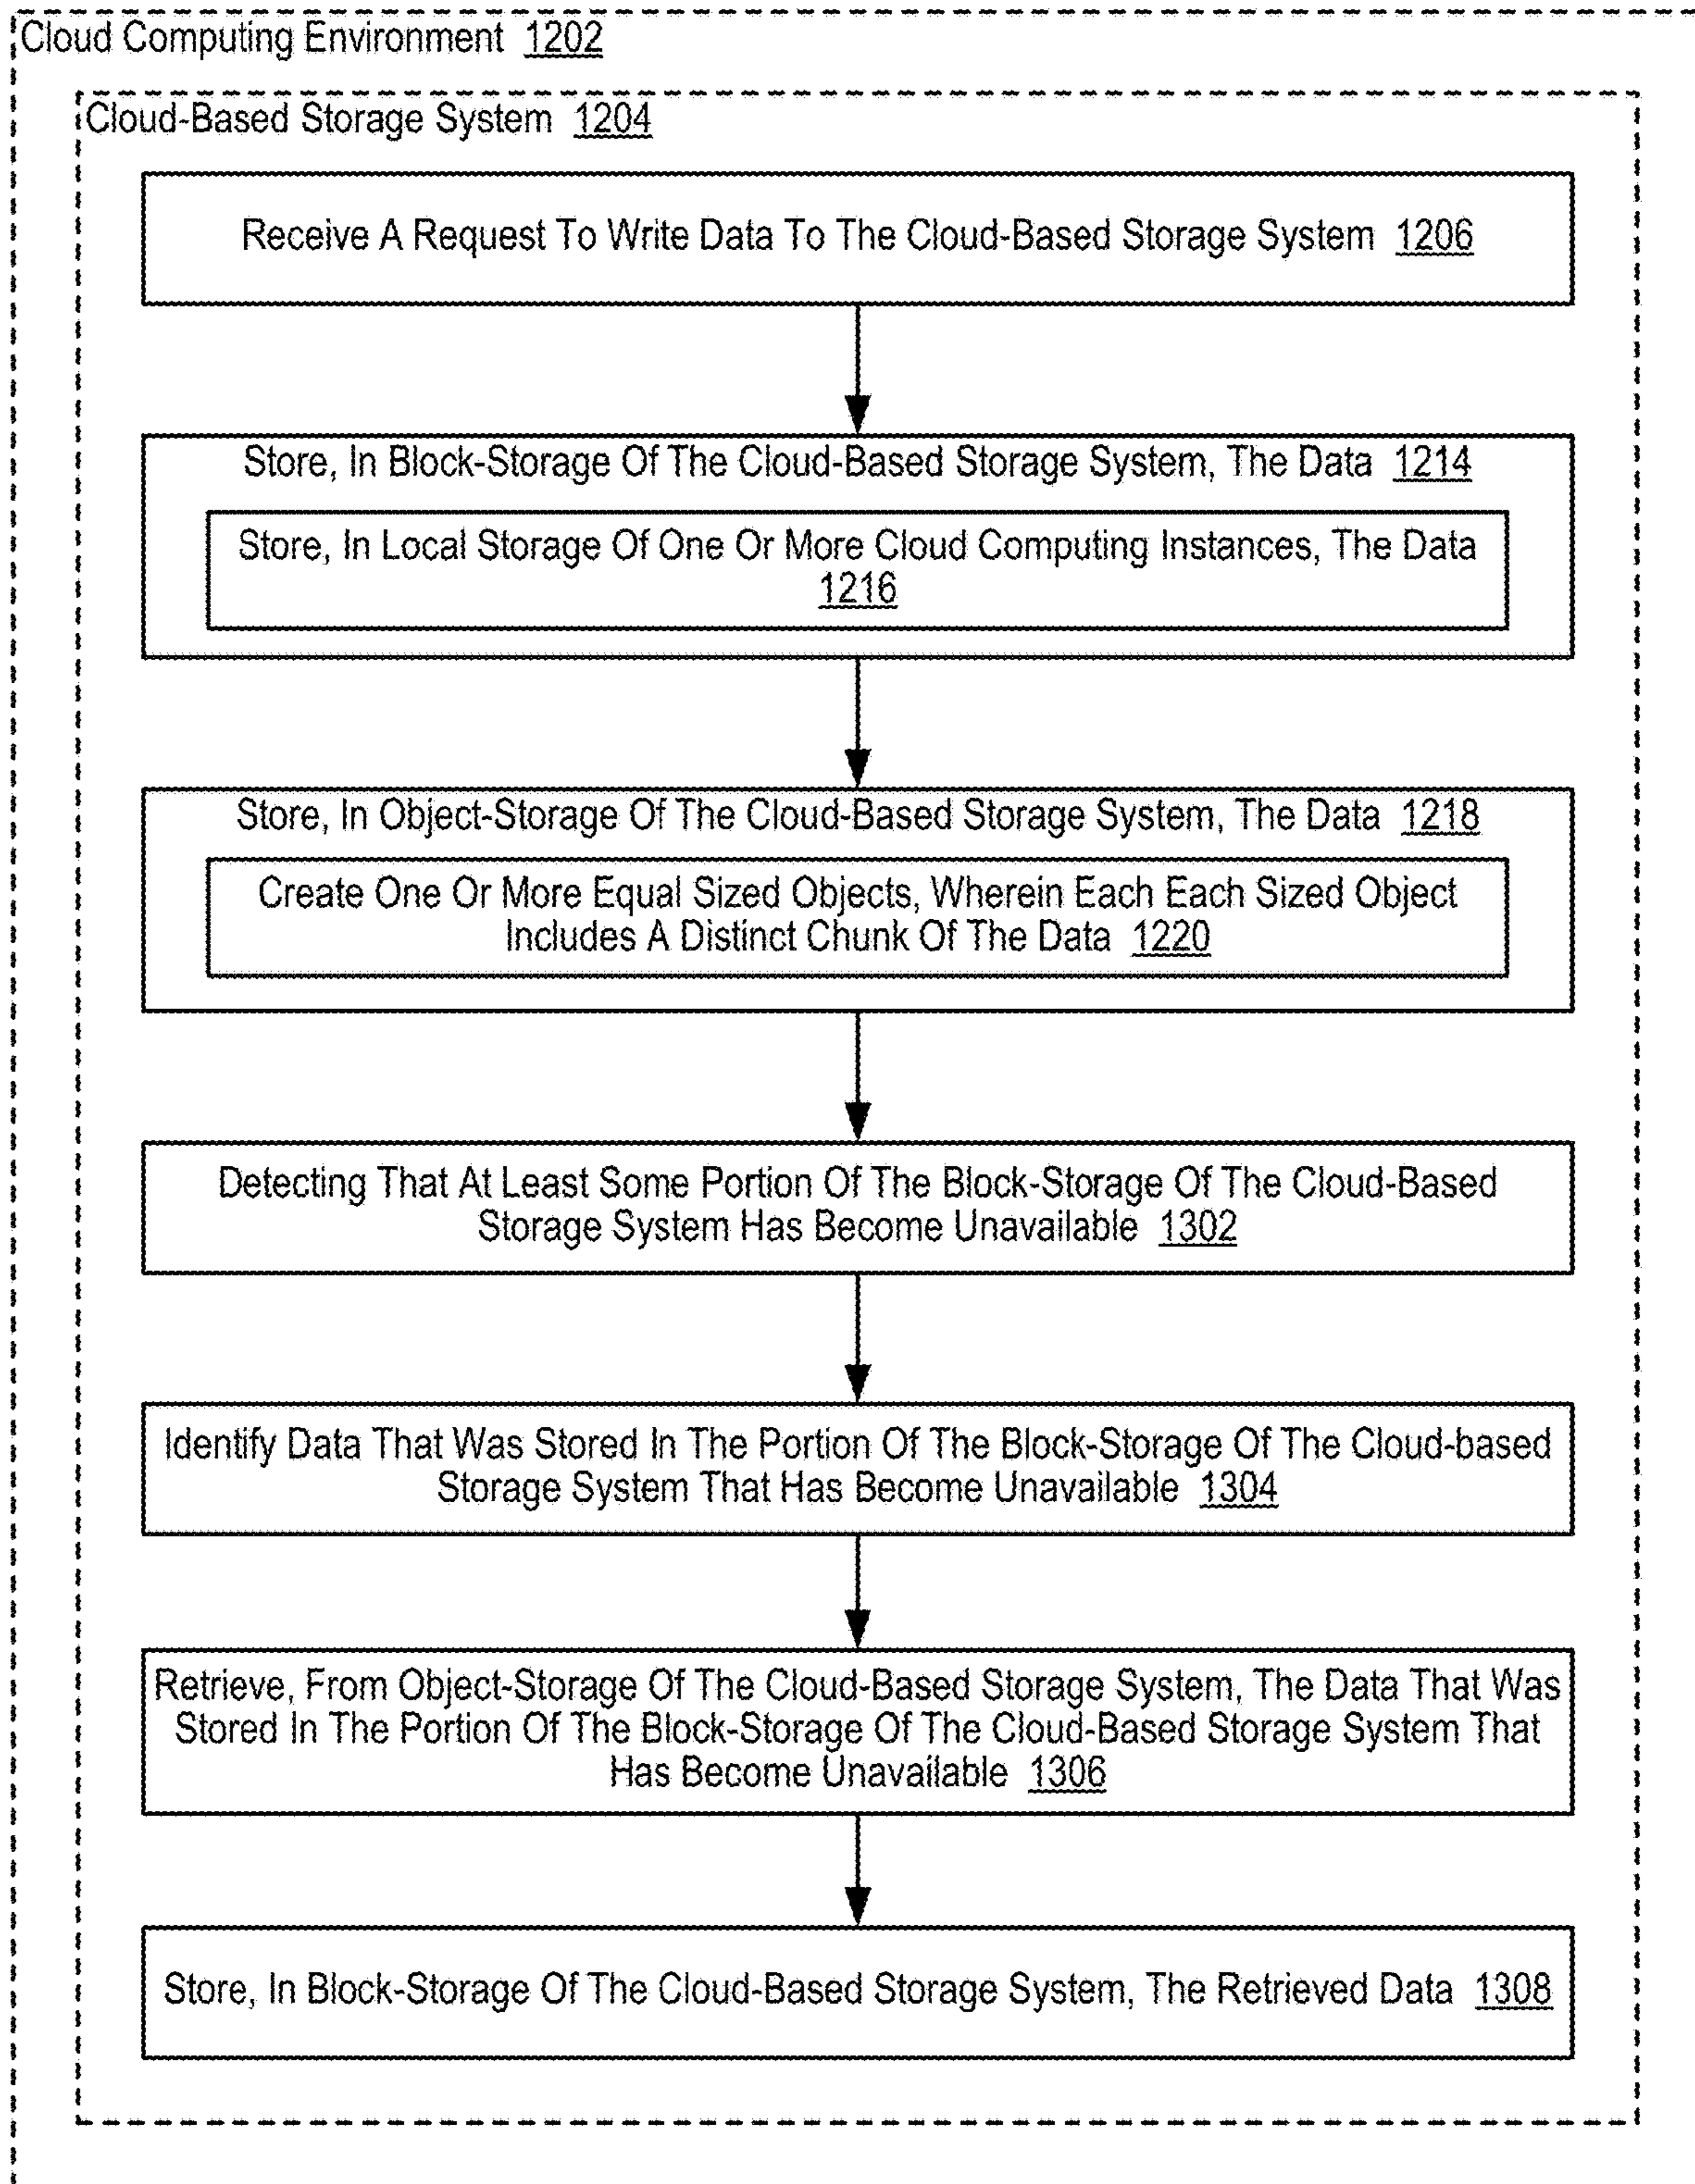 Cloud Computing Environment 1202
Cloud-Based Storage System 1204
Receive A Request To Write Data To The Cloud-Based Storage System 1206
Store, In Block-Storage Of The Cloud-Based Storage System, The Data 1214
Store, In Local Storage Of One Or More Cloud Computing Instances, The Data
1216
Store, In Object-Storage Of The Cloud-Based Storage System, The Data 1218
Create One Or More Equal Sized Objects, Wherein Each Each Sized Object
Includes A Distinct Chunk Of The Data 1220
Detecting That At Least Some Portion Of The Block-Storage Of The Cloud-Based
Storage System Has Become Unavailable 1302
Identify Data That Was Stored In The Portion Of The Block-Storage Of The Cloud-based
Storage System That Has Become Unavailable 1304
Retrieve, From Object-Storage Of The Cloud-Based Storage System, The Data That Was
Stored In The Portion Of The Block-Storage Of The Cloud-Based Storage System That
Has Become Unavailable 1306
Store, In Block-Storage Of The Cloud-Based Storage System, The Retrieved Data 1308